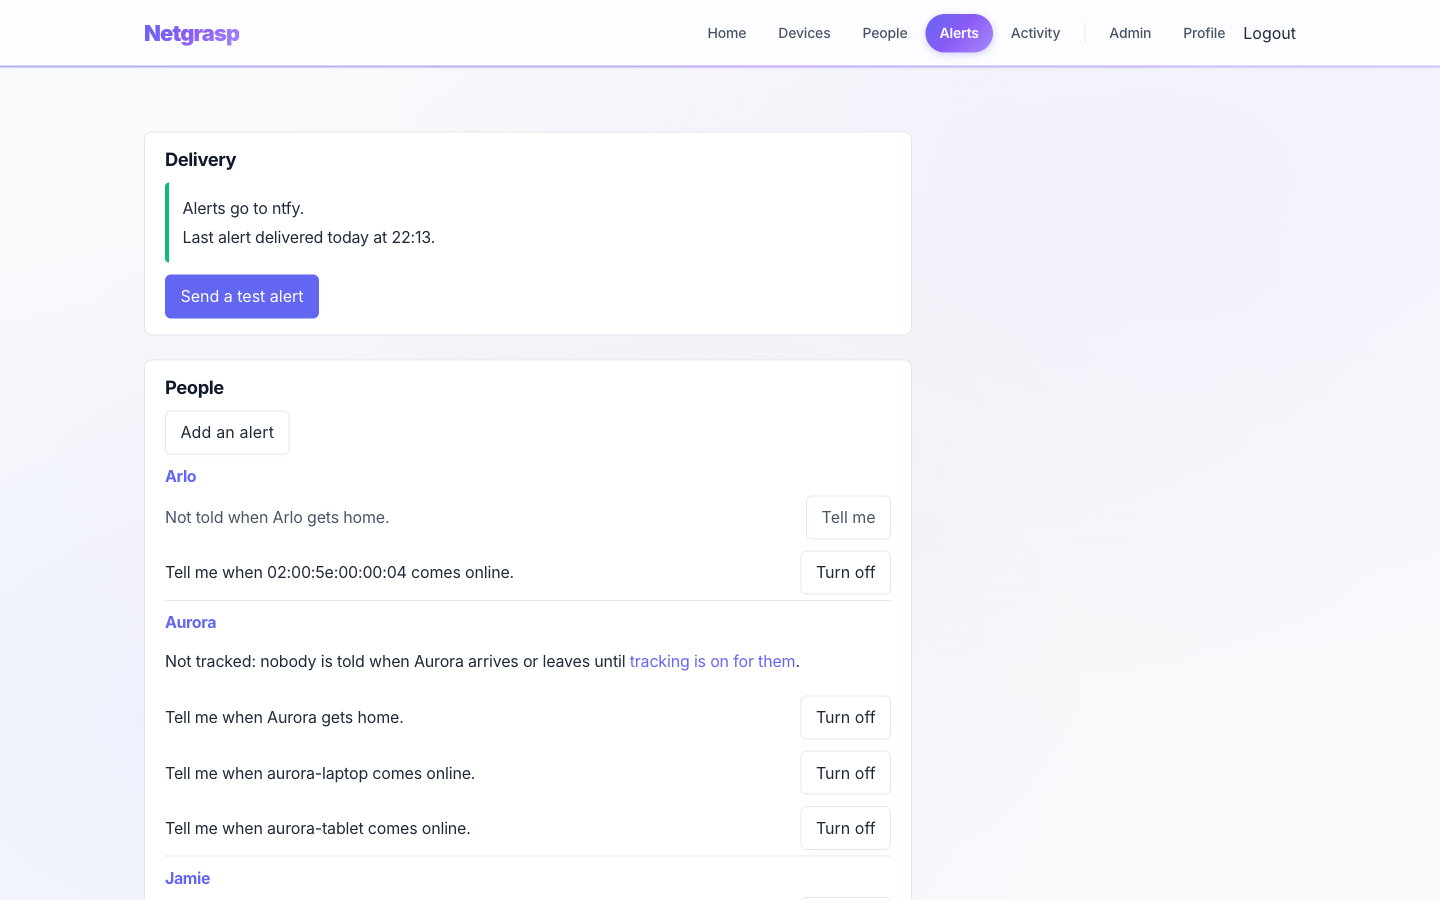 Netgrasp
Home
Devices
People
Alerts
Activity
Admin
Profile
Logout
Delivery
Alerts go to ntfy.
Last alert delivered today at 22:13.
Send a test alert
People
Add an alert
Arlo
Not told when Arlo gets home.
Tell me
Tell me when 02:00:5e:00:00:04 comes online.
Turn off
Aurora
Not tracked: nobody is told when Aurora arrives or leaves until tracking is on for them.
Tell me when Aurora gets home.
Turn off
Tell me when aurora-laptop comes online.
Turn off
Tell me when aurora-tablet comes online.
Turn off
Jamie